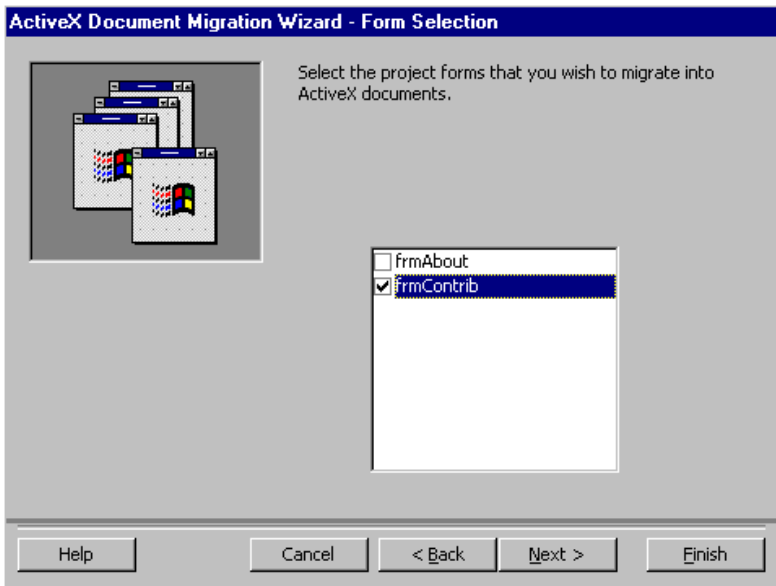 ActiveX Document Migration Wizard - Form Selection
Select the project forms that you wish to migrate into
ActiveX documents.
frmAbout
frmContrib
Help
Cancel
< Back
Next >
Finish